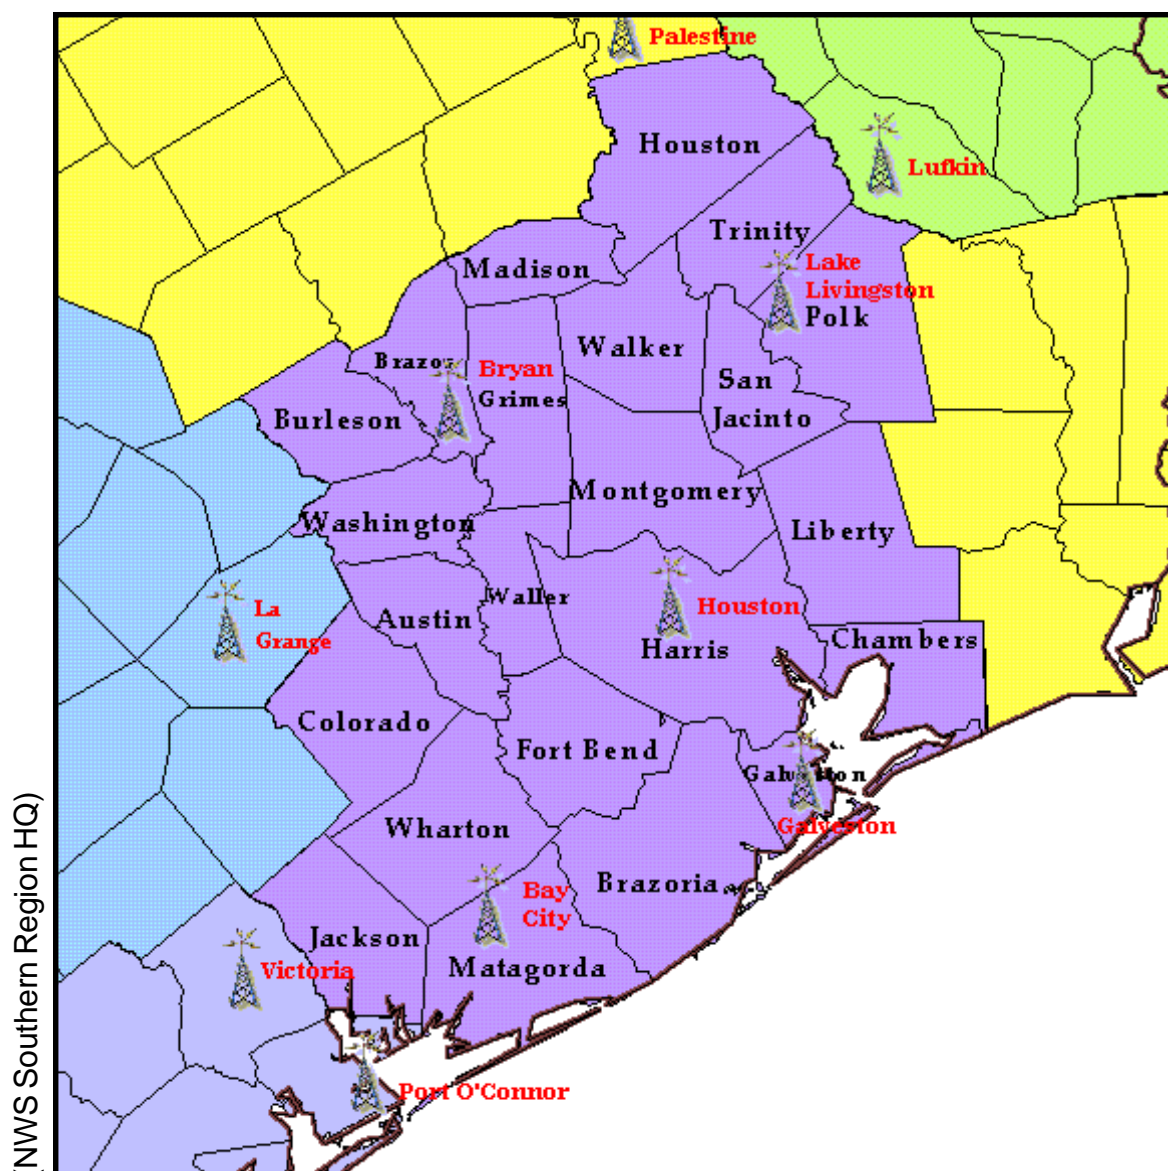 Palestine
Houston
Lufkin
Trinity
Lake
Livingston
Madison
Polk
Walker
Brazos
Bryan
San
Grimes
Jacinto
Burleson
Montgomery
Washington
Liberty
La
Grange
Waller
Houston
Austin
Harris
Chambers
Colorado
Fort Bend
Galveston
Wharton
Galveston
Brazoria
Bay
City
Jackson
Victoria
Matagorda
Port O'Connor
(NWS Southern Region HQ)